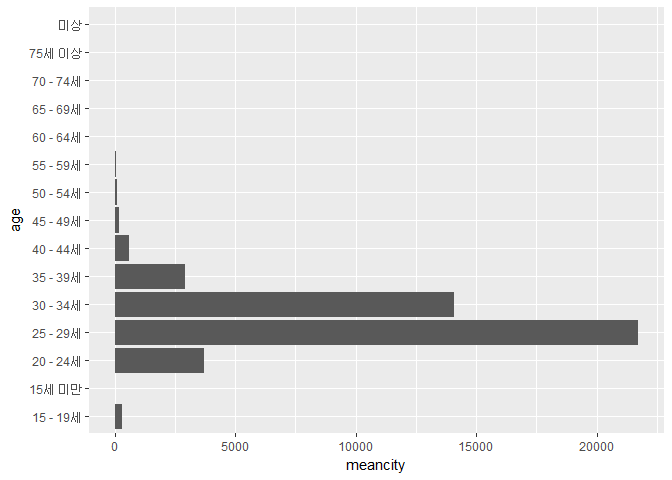 미상
75세 이상
70 - 74세
65 - 69세
60 - 64세
55 - 59세
50 - 54세
45 - 49세
40 - 44세
35 - 39세
30 - 34세
25 - 29세
20 - 24세
15세 미만
15 - 19세
age
0 5000 10000 15000 20000
meancity